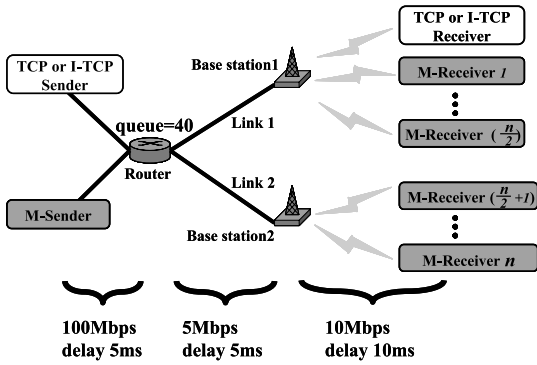 TCP or I-TCP
Sender
M-Sender
queue=40
Router
Base station1
Link 1
Link 2
Base station2
TCP or I-TCP
Receiver
M-Receiver 1
M-Receiver (n/2)
M-Receiver (n/2+1)
M-Receiver n
100Mbps
delay 5ms
5Mbps
delay 5ms
10Mbps
delay 10ms